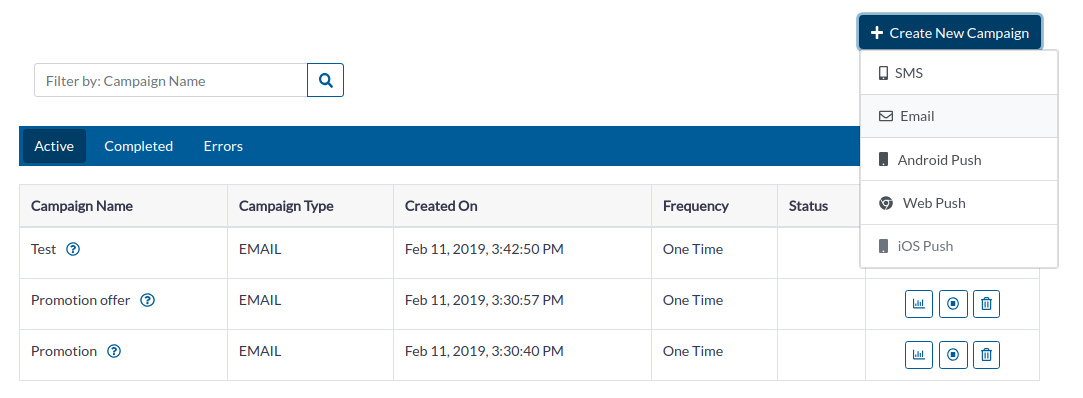 Create New Campaign
Filter by: Campaign Name
SMS
Email
Android Push
Web Push
iOS Push
Active Completed Errors
Campaign Name Campaign Type Created On Frequency Status
Test EMAIL Feb 11, 2019, 3:42:50 PM One Time
Promotion offer EMAIL Feb 11, 2019, 3:30:57 PM One Time
Promotion EMAIL Feb 11, 2019, 3:30:40 PM One Time